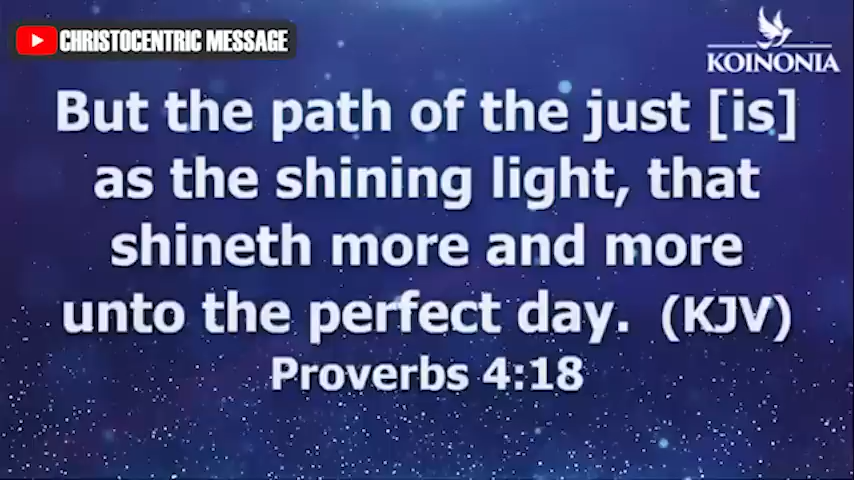 CHRISTOCENTRIC MESSAGE
KOINONIA
But the path of the just [is]
as the shining light, that
shineth more and more
unto the perfect day. (KJV)
Proverbs 4:18